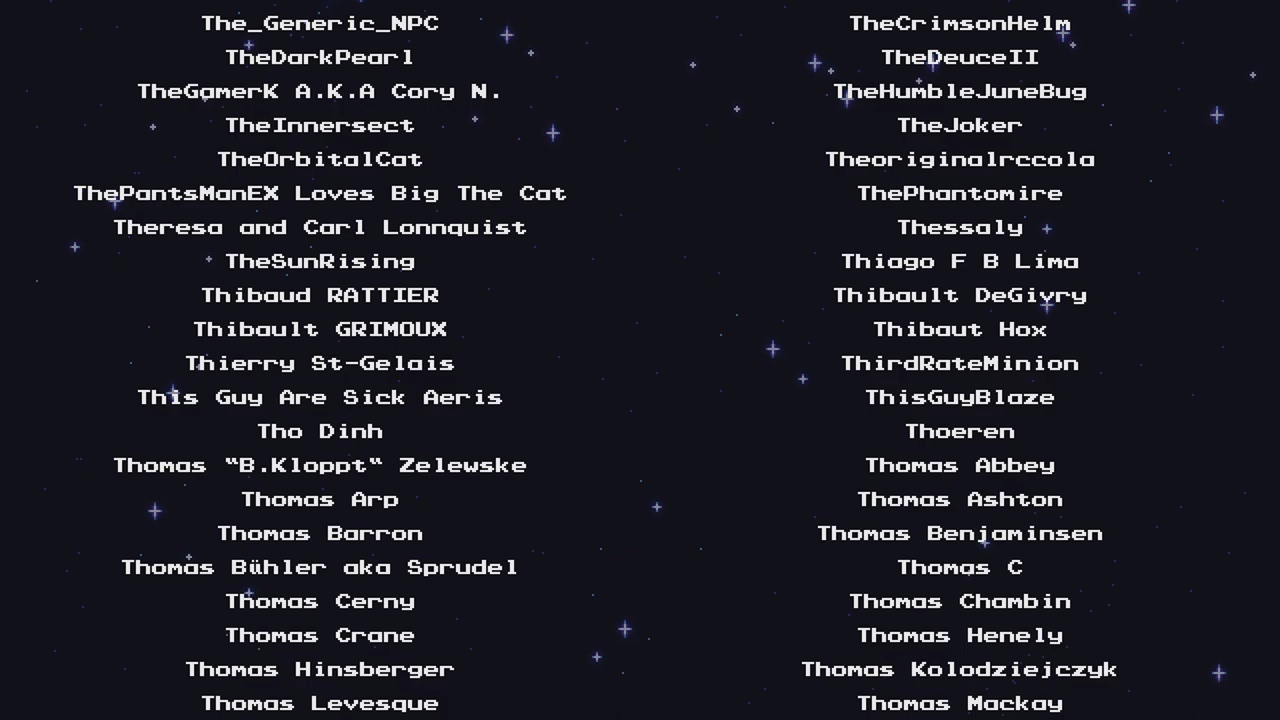 The_Generic_NPC
TheCrimsonHelm
TheDarkPearl
TheDeuceII
TheGamerK A.K.A Cory N.
TheHumbleJuneBug
TheInnersect
TheJoker
TheOrbitalCat
Theoriginalrccola
ThePantsManEX Loves Big The Cat
ThePhantomire
Theresa and Carl Lonnquist
Thessaly
TheSunRising
Thiago F B Lima
Thibaud RATTIER
Thibault DeGivry
Thibault GRIMOUX
Thibaut Hox
Thierry St-Gelais
ThirdRateMinion
This Guy Are Sick Aeris
ThisGuyBlaze
Tho Dinh
Thoeren
Thomas "B.Kloppt" Zelewske
Thomas Abbey
Thomas Arp
Thomas Ashton
Thomas Barron
Thomas Benjaminsen
Thomas Bühler aka Sprudel
Thomas C
Thomas Cerny
Thomas Chambin
Thomas Crane
Thomas Henely
Thomas Hinsberger
Thomas Kolodziejczyk
Thomas Levesque
Thomas Mackay